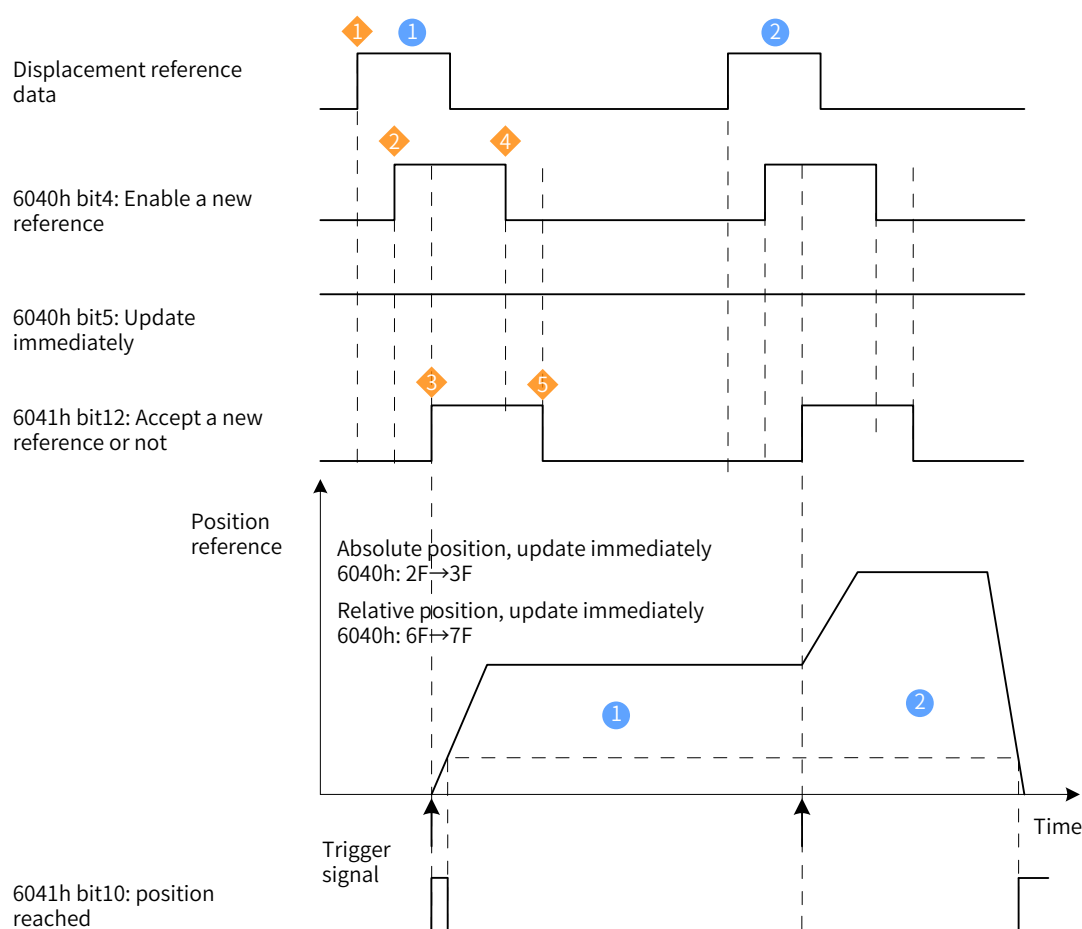 1
1
2
Displacement reference
data
2
4
6040h bit4: Enable a new
reference
6040h bit5: Update
immediately
3
5
6041h bit12: Accept a new
reference or not
Position
reference
Absolute position, update immediately
6040h: 2F→3F
Relative position, update immediately
6040h: 6F→7F
1
2
Time
Trigger
signal
6041h bit10: position
reached